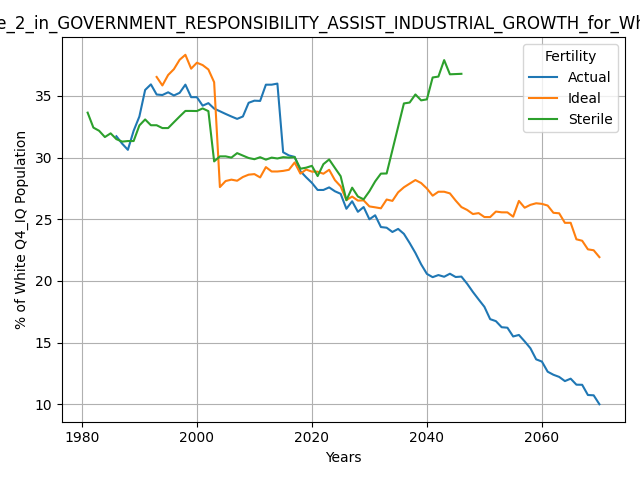 e_2_in_GOVERNMENT_RESPONSIBILITY_ASSIST_INDUSTRIAL_GROWTH_for_Wh
Fertility
Actual
Ideal
Sterile
% of White Q4_IQ Population
35
30
25
20
15
10
1980
2000
2020
2040
2060
Years